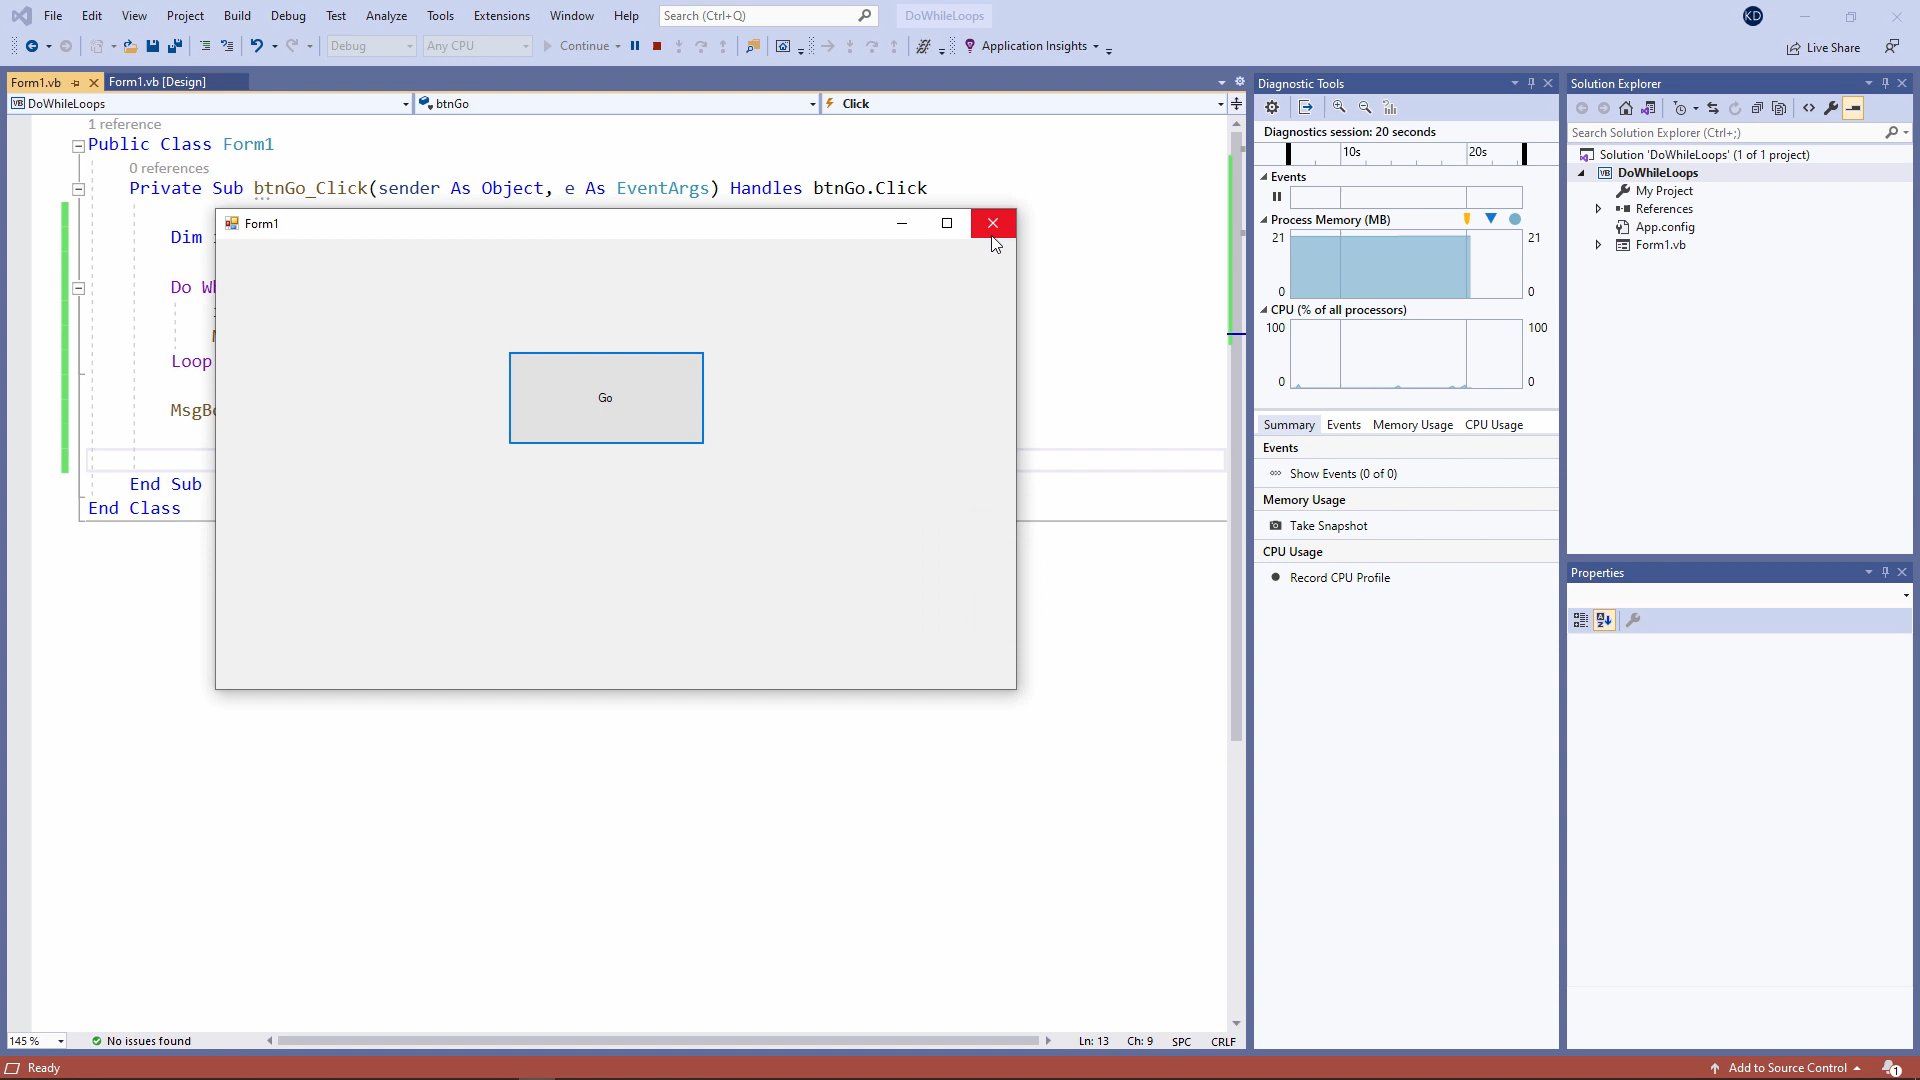 File Edit View Project Build Debug Test Analyze Tools Extensions Window Help Search (Ctrl+Q) DoWhileLoops KD
Debug Any CPU Continue Application Insights Live Share
Form1.vb Form1.vb [Design]
VB DoWhileLoops btnGo Click
1 reference
Public Class Form1
0 references
Private Sub btnGo_Click(sender As Object, e As EventArgs) Handles btnGo.Click
Dim
Do
Loop
End Sub
End Class
Form1
Go
Diagnostic Tools
Diagnostics session: 20 seconds
10s 20s
Events
Process Memory (MB)
21 21
0 0
CPU (% of all processors)
100 100
0 0
Summary Events Memory Usage CPU Usage
Events
Show Events (0 of 0)
Memory Usage
Take Snapshot
CPU Usage
Record CPU Profile
Solution Explorer
Search Solution Explorer (Ctrl+;)
Solution 'DoWhileLoops' (1 of 1 project)
VB DoWhileLoops
My Project
References
App.config
Form1.vb
Properties
145 % No issues found Ln: 13 Ch: 9 SPC CRLF
Ready Add to Source Control 1